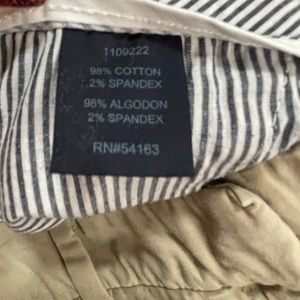 1109222
98% COTTON
2% SPANDEX
98% ALGODON
2% SPANDEX
RN#54163